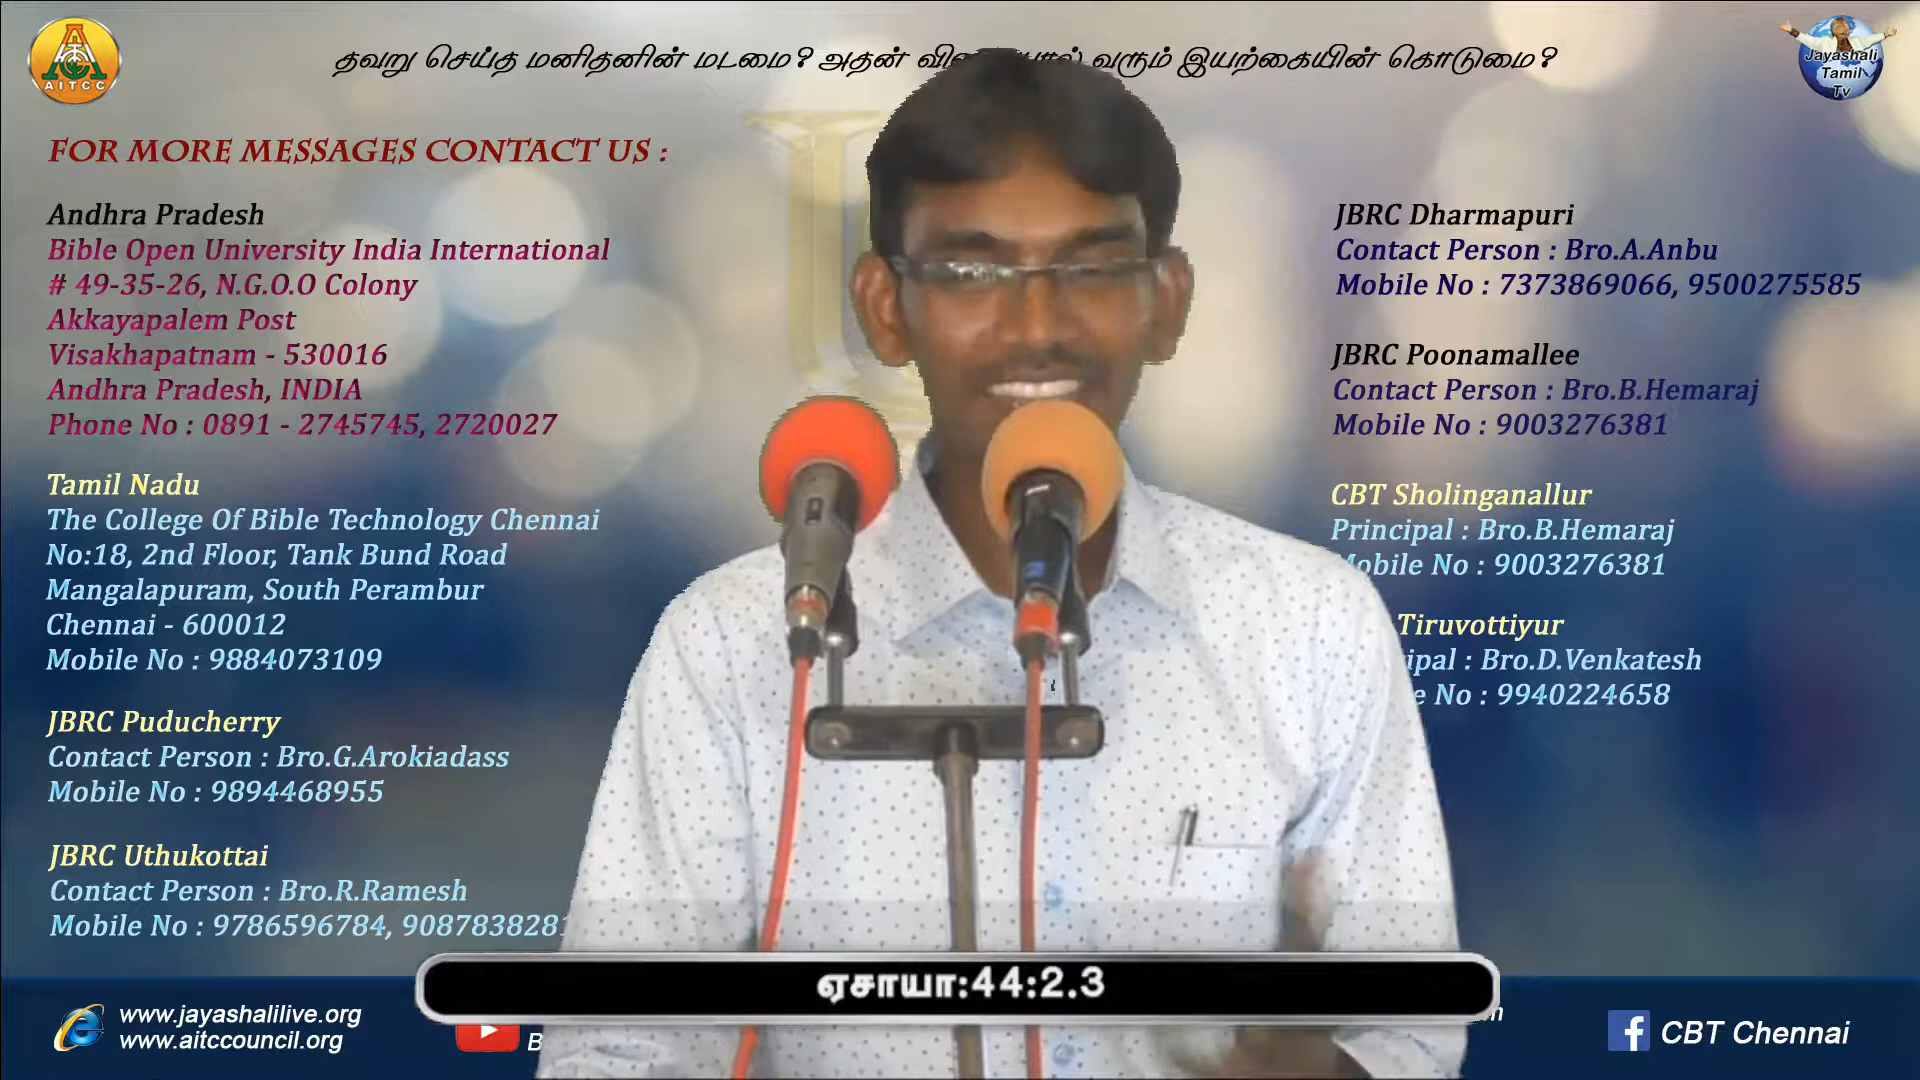 தவறு செய்த மனிதனின் மடமை? அதன் வரும் இயற்கையின் கொடுமை?
AITCC
Jayashali
Tamil
Tv
FOR MORE MESSAGES CONTACT US :
Andhra Pradesh
Bible Open University India International
# 49-35-26, N.G.O.O Colony
Akkayapalem Post
Visakhapatnam - 530016
Andhra Pradesh, INDIA
Phone No : 0891 - 2745745, 2720027
Tamil Nadu
The College Of Bible Technology Chennai
No:18, 2nd Floor, Tank Bund Road
Mangalapuram, South Perambur
Chennai - 600012
Mobile No : 9884073109
JBRC Puducherry
Contact Person : Bro.G.Arokiadass
Mobile No : 9894468955
JBRC Uthukottai
Contact Person : Bro.R.Ramesh
Mobile No : 9786596784,
JBRC Dharmapuri
Contact Person : Bro.A.Anbu
Mobile No : 7373869066, 9500275585
JBRC Poonamallee
Contact Person : Bro.B.Hemaraj
Mobile No : 9003276381
CBT Sholinganallur
Principal : Bro.B.Hemaraj
Mobile No : 9003276381
Tiruvottiyur
: Bro.D.Venkatesh
No : 9940224658
ஏசாயா:44:2.3
www.jayashalilive.org
www.aitccouncil.org
CBT Chennai